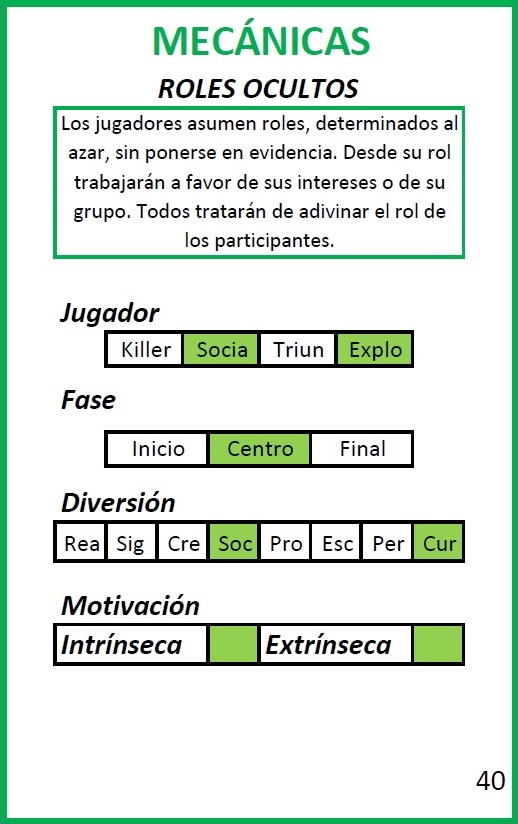 MECÁNICAS
ROLES OCULTOS
Los jugadores asumen roles, determinados al
azar, sin ponerse en evidencia. Desde su rol
trabajarán a favor de sus intereses o de su
grupo. Todos tratarán de adivinar el rol de
los participantes.
Jugador
Killer Socia Triun Explo
Fase
Inicio Centro Final
Diversión
Rea Sig Cre Soc Pro Esc Per Cur
Motivación
Intrínseca Extrínseca
40